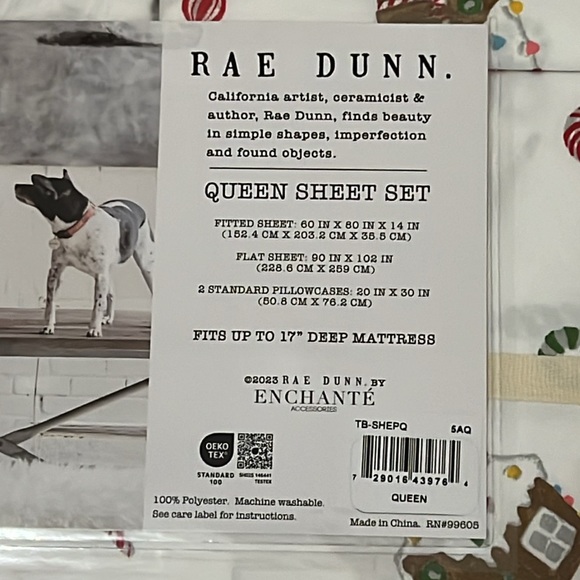 RAE DUNN.
California artist, ceramicist &
author, Rae Dunn, finds beauty
in simple shapes, imperfection
and found objects.
QUEEN SHEET SET
FITTED SHEET: 60 IN X 80 IN X 14 IN
(152.4 CM X 203.2 CM X 35.5 CM)
FLAT SHEET: 90 IN X 102 IN
(228.6 CM X 259 CM)
2 STANDARD PILLOWCASES: 20 IN X 30 IN
(50.8 CM X 76.2 CM)
FITS UP TO 17" DEEP MATTRESS
©2023 RAE DUNN. BY
ENCHANTÉ
ACCESSORIES
TB-SHEPQ 5AQ
7 29016 43976 4
QUEEN
OEKO
TEX®
STANDARD
100
TESTEX
100% Polyester. Machine washable.
See care label for instructions.
Made in China. RN#99605